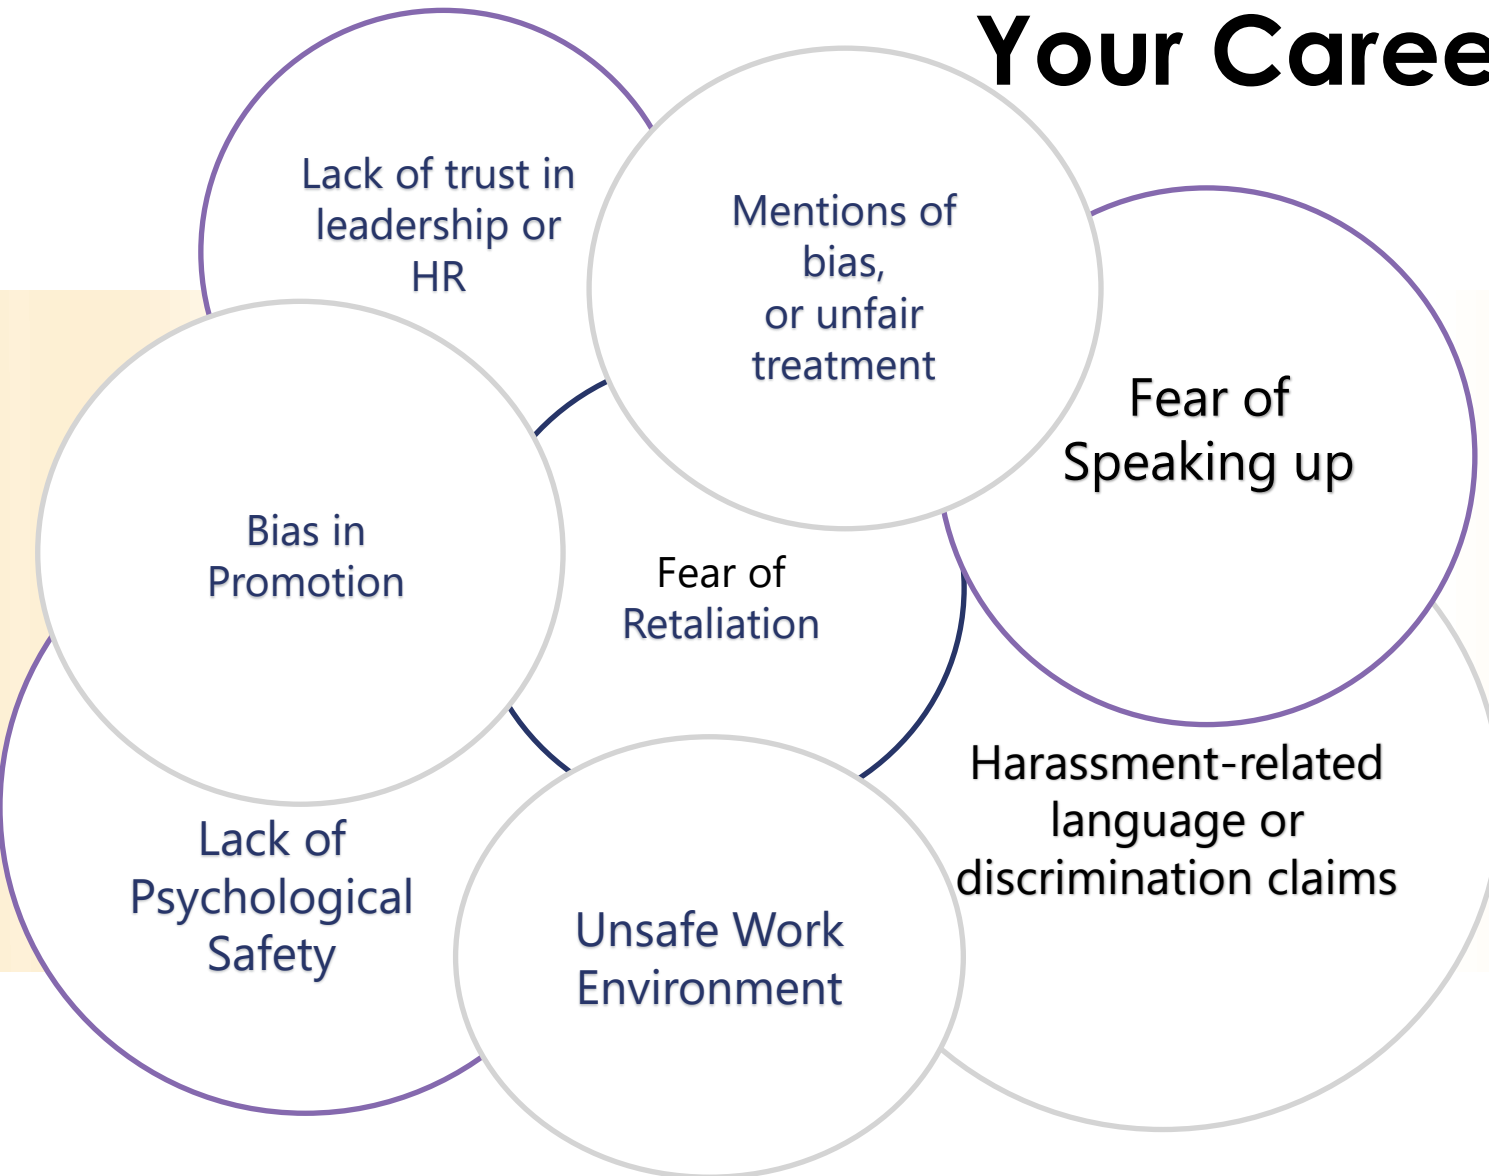 Your Caree
Lack of trust in
leadership or
HR
Mentions of
bias,
or unfair
treatment
Fear of
Speaking up
Bias in
Promotion
Fear of
Retaliation
Harassment-related
language or
discrimination claims
Lack of
Psychological
Safety
Unsafe Work
Environment